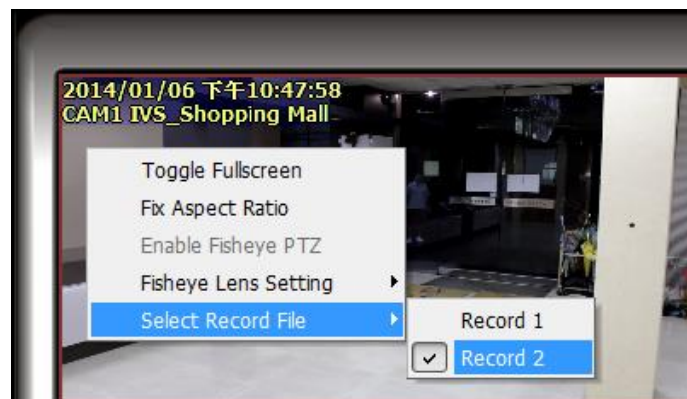 2014/01/06 下午10:47:58
CAM1 IVS_Shopping Mall
Toggle Fullscreen
Fix Aspect Ratio
Enable Fisheye PTZ
Fisheye Lens Setting
Select Record File
Record 1
Record 2